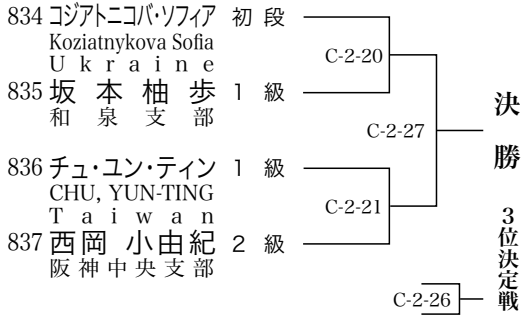 834 コジアトニコバ・ソフィア 初段
Koziatnykova Sofia
Ukraine
C-2-20
835 坂本柚歩 1級
和泉支部
C-2-27
決勝
836 チュ・ユン・ティン 1級
CHU, YUN-TING
Taiwan
C-2-21
837 西岡 小由紀 2級
阪神中央支部
3位決定戦
C-2-26